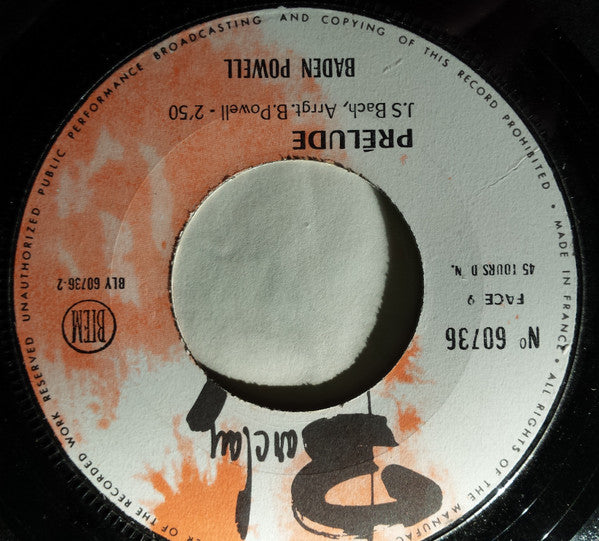 Barclay
Nº 60736
FACE 2
45 TOURS D N.
BIEM
BLY 60736-2
PRÉLUDE
J.S Bach, Arrgt. B.Powell - 2'50
BADEN POWELL
• ALL RIGHTS OF THE MANUFAC
ER OF THE RECORDED WORK RESERVED UNAUTHORIZED PUBLIC PERFORMANCE BROADCASTING AND COPYING OF THIS RECORD PROHIBITED • MADE IN FRANCE